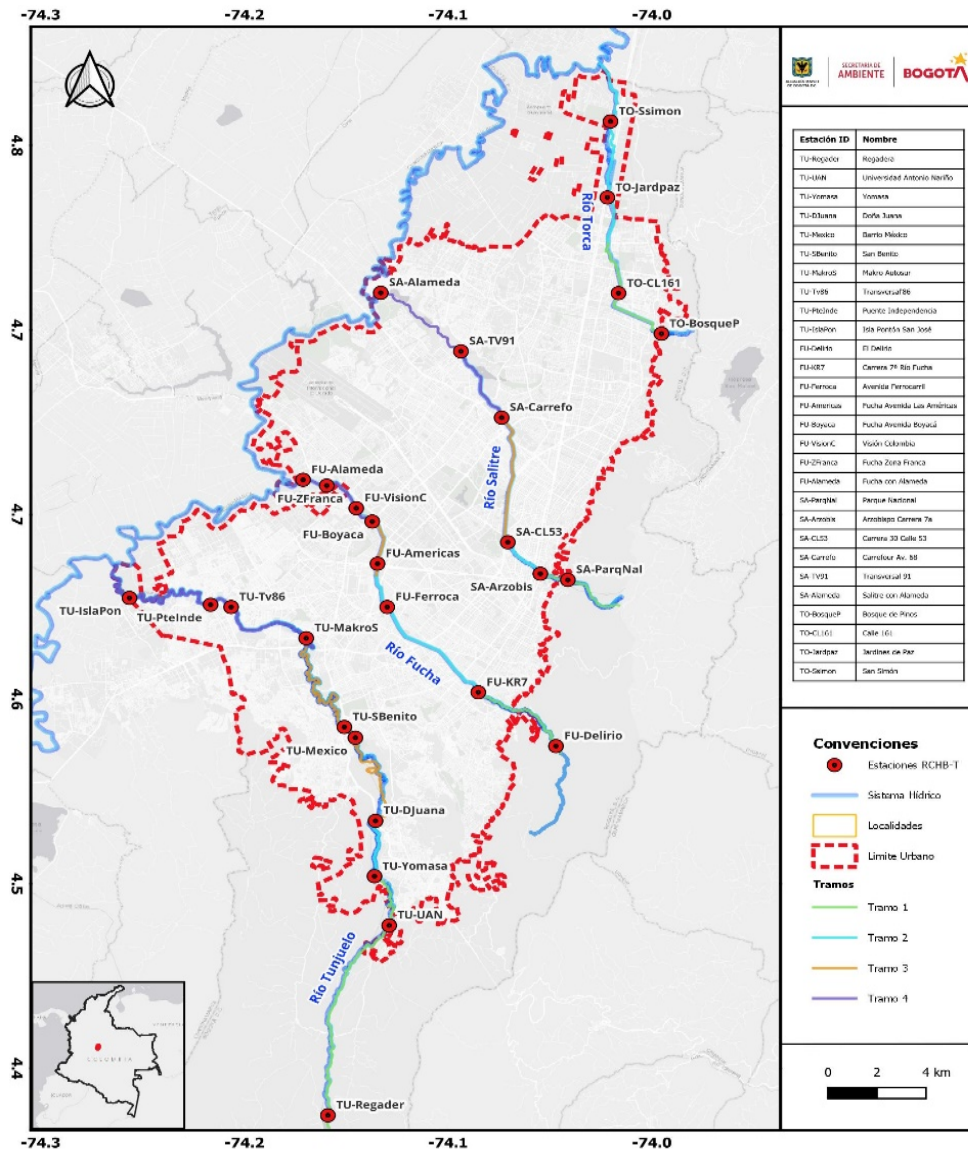 -74.3 -74.2 -74.1 -74.0
4.8
4.7
4.7
4.6
4.5
4.4
TO-Ssimon
TO-Jardpaz
Río Torca
SA-Alameda
TO-CL161
TO-BosqueP
SA-TV91
SA-Carrefo
Río Salitre
FU-Alameda
FU-ZFranca
FU-VisionC
FU-Boyaca
SA-CL53
FU-Americas
SA-ParqNal
SA-Arzobis
TU-IslaPon
TU-PteInde
TU-Tv86
FU-Ferroca
TU-MakroS
Río Fucha
FU-KR7
TU-SBenito
TU-Mexico
FU-Delirio
TU-DJuana
TU-Yomasa
TU-UAN
Río Tunjuelo
TU-Regader
COLOMBIA
-74.3 -74.2 -74.1 -74.0
SECRETARÍA DE
AMBIENTE
BOGOTÁ
Estación ID Nombre
TU-Regader Regadera
TU-UAN Universidad Antonio Nariño
TU-Yomasa Yomasa
TU-DJuana Doña Juana
TU-Mexico Barrio México
TU-SBenito San Benito
TU-MakroS Makro Autosur
TU-Tv86 Transversal 86
TU-PteInde Puente Independencia
TU-IslaPon Isla Pontón San José
FU-Delirio El Delirio
FU-KR7 Carrera 7ª Río Fucha
FU-Ferroca Avenida Ferrocarril
FU-Americas Fucha Avenida Las Américas
FU-Boyaca Fucha Avenida Boyacá
FU-VisionC Visión Colombia
FU-ZFranca Fucha Zona Franca
FU-Alameda Fucha con Alameda
SA-ParqNal Parque Nacional
SA-Arzobis Arzobispo Carrera 7a
SA-CL53 Carrera 30 Calle 53
SA-Carrefo Carrefour Av. 68
SA-TV91 Transversal 91
SA-Alameda Salitre con Alameda
TO-BosqueP Bosque de Pinos
TO-CL161 Calle 161
TO-Jardpaz Jardines de Paz
TO-Ssimon San Simón
Convenciones
Estaciones RCHB-T
Sistema Hídrico
Localidades
Limite Urbano
Tramos
Tramo 1
Tramo 2
Tramo 3
Tramo 4
0 2 4 km